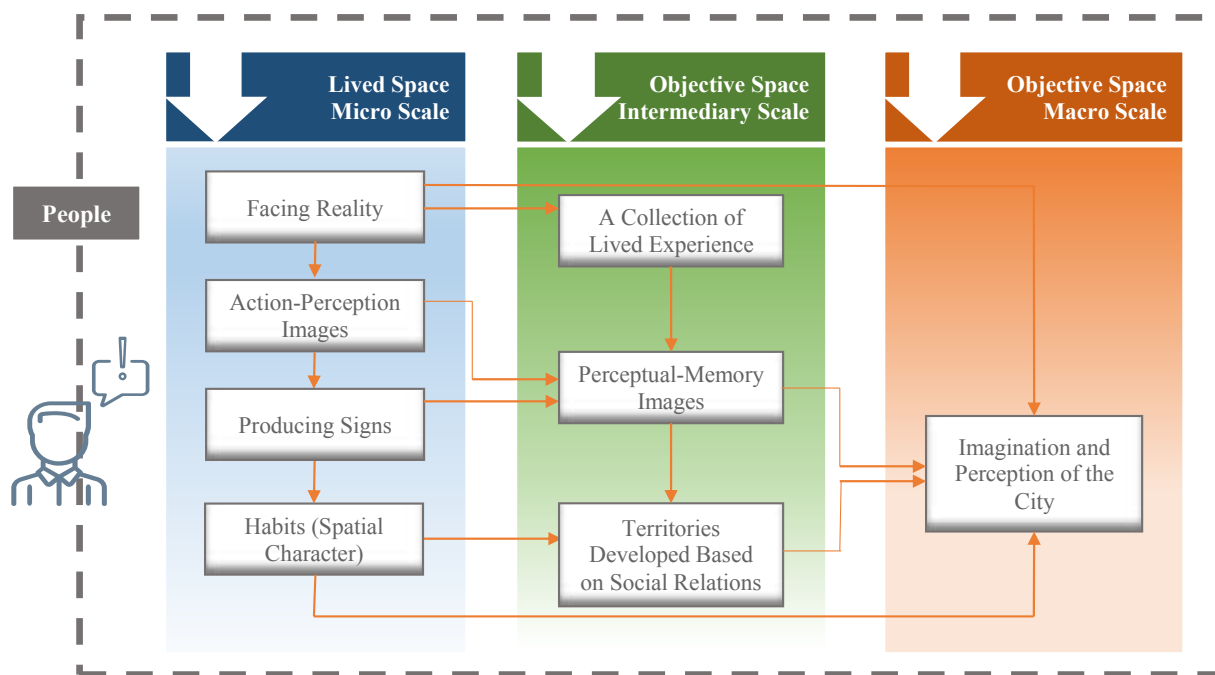 Lived Space
Micro Scale
Objective Space
Intermediary Scale
Objective Space
Macro Scale
People
Facing Reality
Action-Perception
Images
Producing Signs
Habits (Spatial
Character)
A Collection of
Lived Experience
Perceptual-Memory
Images
Territories
Developed Based
on Social Relations
Imagination and
Perception of the
City